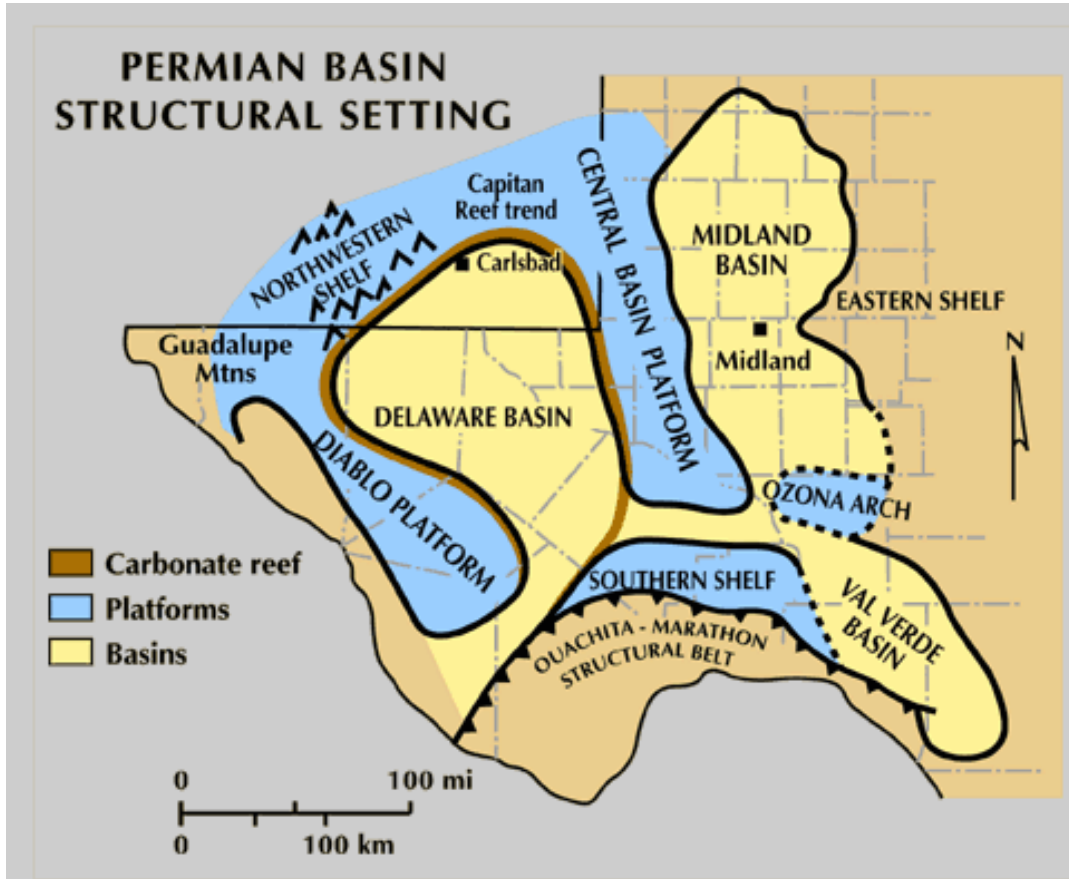 PERMIAN BASIN
STRUCTURAL SETTING
Capitan
Reef trend
CENTRAL BASIN PLATFORM
NORTHWESTERN
SHELF
MIDLAND
BASIN
Carlsbad
EASTERN SHELF
Guadalupe
Mtns
Midland
N
DELAWARE BASIN
DIABLO PLATFORM
OZONA ARCH
Carbonate reef
Platforms
Basins
SOUTHERN SHELF
VAL VERDE
BASIN
OUACHITA - MARATHON
STRUCTURAL BELT
0 100 mi
0 100 km